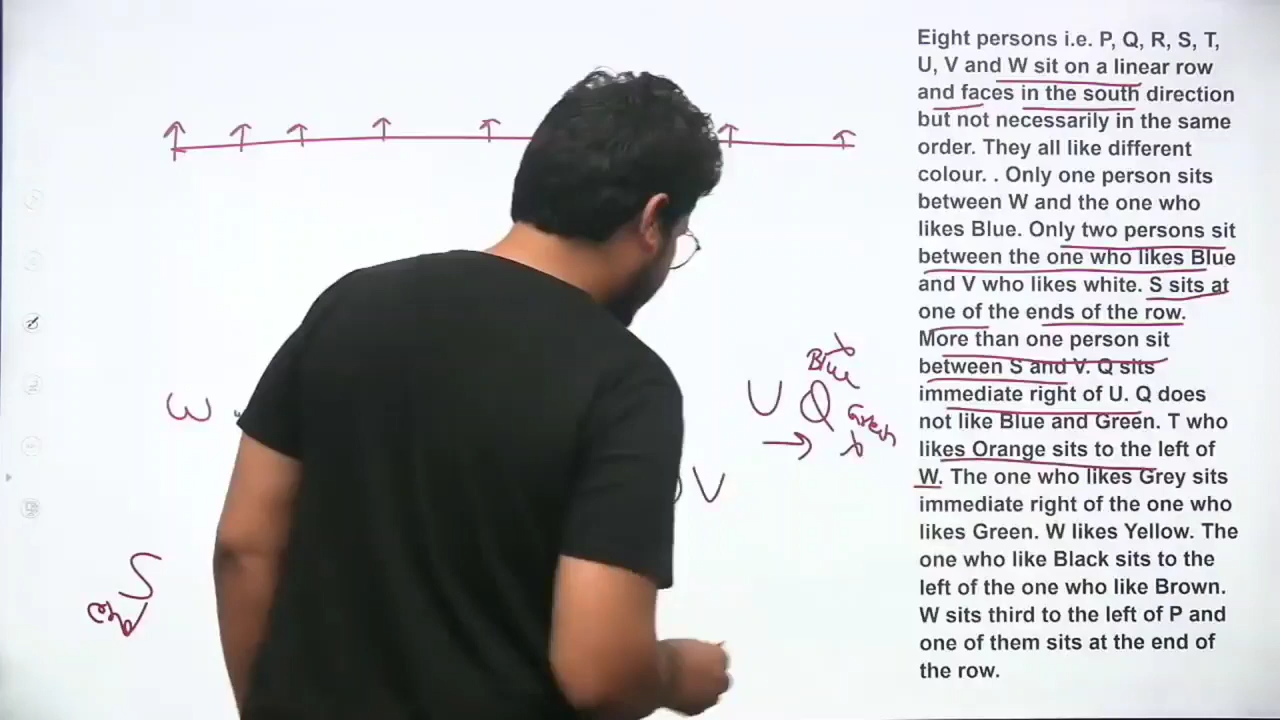 Eight persons i.e. P, Q, R, S, T,
U, V and W sit on a linear row
and faces in the south direction
but not necessarily in the same
order. They all like different
colour. . Only one person sits
between W and the one who
likes Blue. Only two persons sit
between the one who likes Blue
and V who likes white. S sits at
one of the ends of the row.
More than one person sit
between S and V. Q sits
immediate right of U. Q does
not like Blue and Green. T who
likes Orange sits to the left of
W. The one who likes Grey sits
immediate right of the one who
likes Green. W likes Yellow. The
one who like Black sits to the
left of the one who like Brown.
W sits third to the left of P and
one of them sits at the end of
the row.
Blue
U Q Green
W
V
S